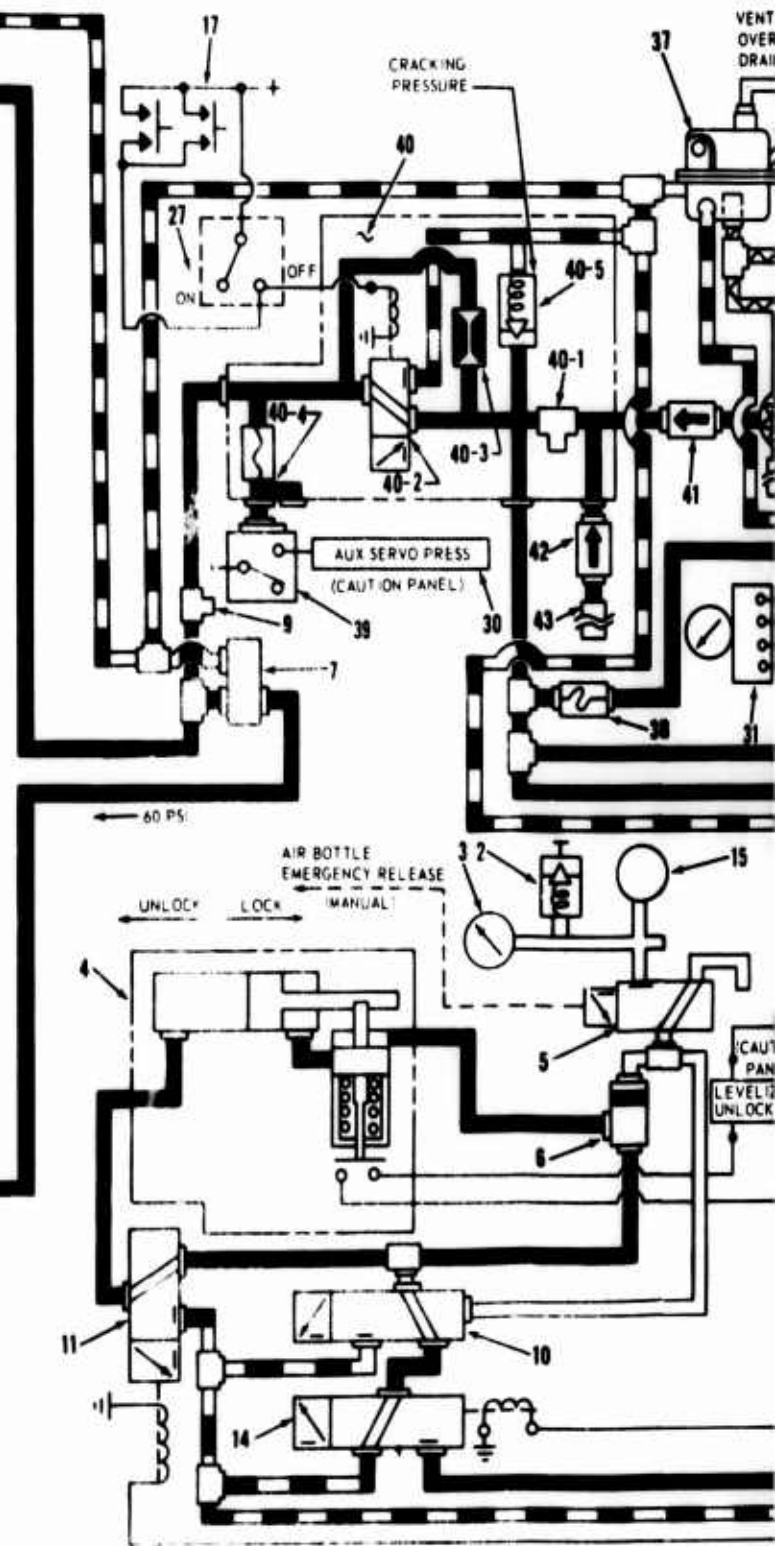 17
VENT
OVER
DRAI
37
CRACKING
PRESSURE
+
40
27
OFF
ON
40-5
40-1
40-4
40-3
40-2
41
AUX SERVO PRESS
(CAUTION PANEL)
42
43
9
39
30
7
38
31
60 PSI
AIR BOTTLE
EMERGENCY RELEASE
(MANUAL)
3 2
15
UNLOCK LOCK
4
5
CAUT
PAN
LEVELI
UNLOCK
6
11
10
14